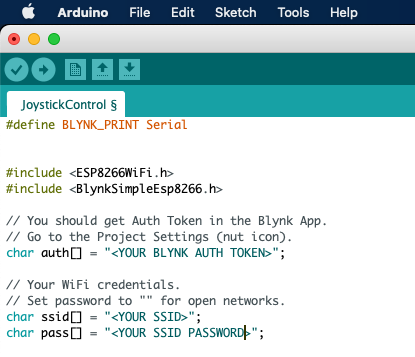 Arduino File Edit Sketch Tools Help
JoystickControl §
#define BLYNK_PRINT Serial
#include <ESP8266WiFi.h>
#include <BlynkSimpleEsp8266.h>
// You should get Auth Token in the Blynk App.
// Go to the Project Settings (nut icon).
char auth[] = "<YOUR BLYNK AUTH TOKEN>";
// Your WiFi credentials.
// Set password to "" for open networks.
char ssid[] = "<YOUR SSID>";
char pass[] = "<YOUR SSID PASSWORD>";